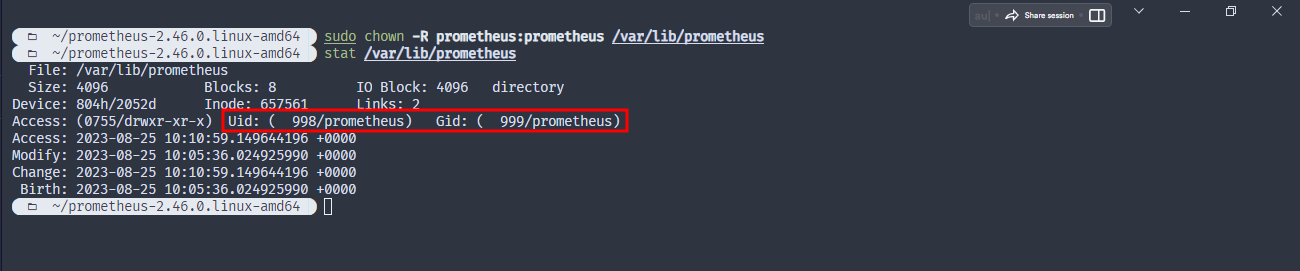 Share session
~/prometheus-2.46.0.linux-amd64 sudo chown -R prometheus:prometheus /var/lib/prometheus
~/prometheus-2.46.0.linux-amd64 stat /var/lib/prometheus
File: /var/lib/prometheus
Size: 4096 Blocks: 8 IO Block: 4096 directory
Device: 804h/2052d Inode: 657561 Links: 2
Access: (0755/drwxr-xr-x) Uid: ( 998/prometheus) Gid: ( 999/prometheus)
Access: 2023-08-25 10:10:59.149644196 +0000
Modify: 2023-08-25 10:05:36.024925990 +0000
Change: 2023-08-25 10:10:59.149644196 +0000
Birth: 2023-08-25 10:05:36.024925990 +0000
~/prometheus-2.46.0.linux-amd64